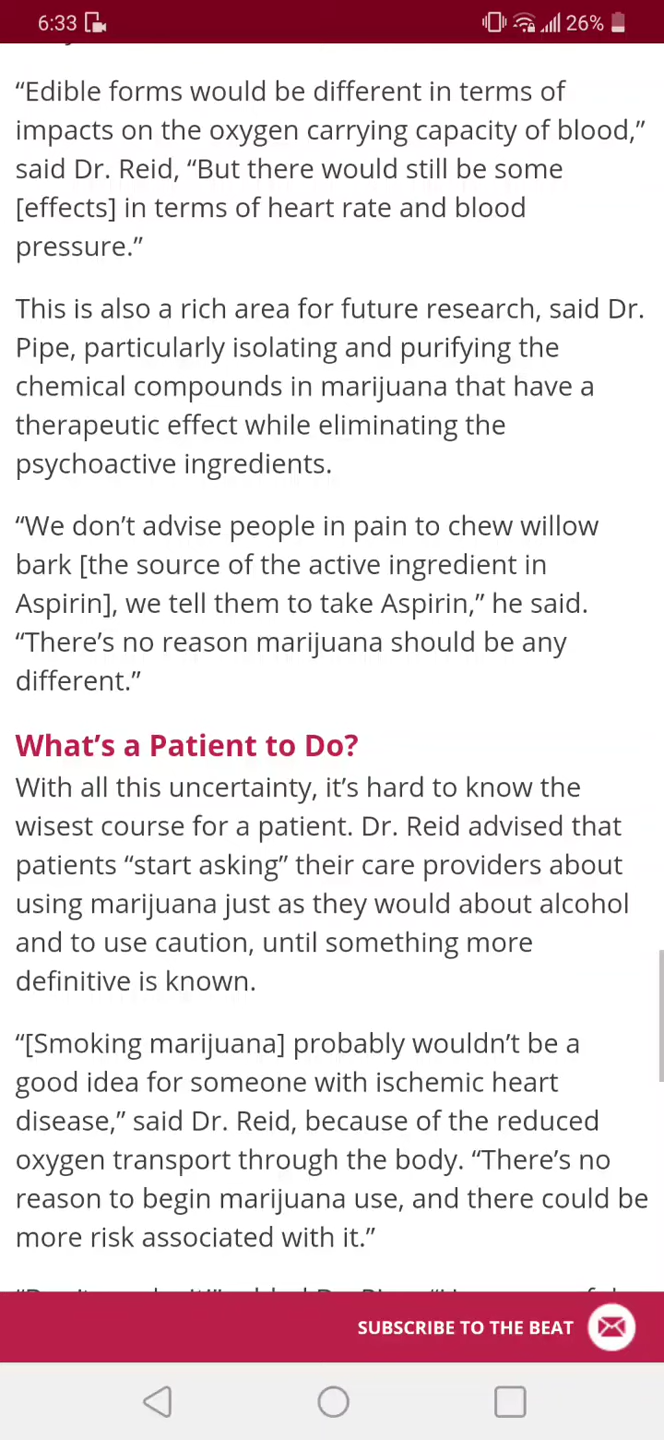 6:33
26%
“Edible forms would be different in terms of
impacts on the oxygen carrying capacity of blood,”
said Dr. Reid, “But there would still be some
[effects] in terms of heart rate and blood
pressure.”
This is also a rich area for future research, said Dr.
Pipe, particularly isolating and purifying the
chemical compounds in marijuana that have a
therapeutic effect while eliminating the
psychoactive ingredients.
“We don’t advise people in pain to chew willow
bark [the source of the active ingredient in
Aspirin], we tell them to take Aspirin,” he said.
“There’s no reason marijuana should be any
different.”
What’s a Patient to Do?
With all this uncertainty, it’s hard to know the
wisest course for a patient. Dr. Reid advised that
patients “start asking” their care providers about
using marijuana just as they would about alcohol
and to use caution, until something more
definitive is known.
“[Smoking marijuana] probably wouldn’t be a
good idea for someone with ischemic heart
disease,” said Dr. Reid, because of the reduced
oxygen transport through the body. “There’s no
reason to begin marijuana use, and there could be
more risk associated with it.”
SUBSCRIBE TO THE BEAT